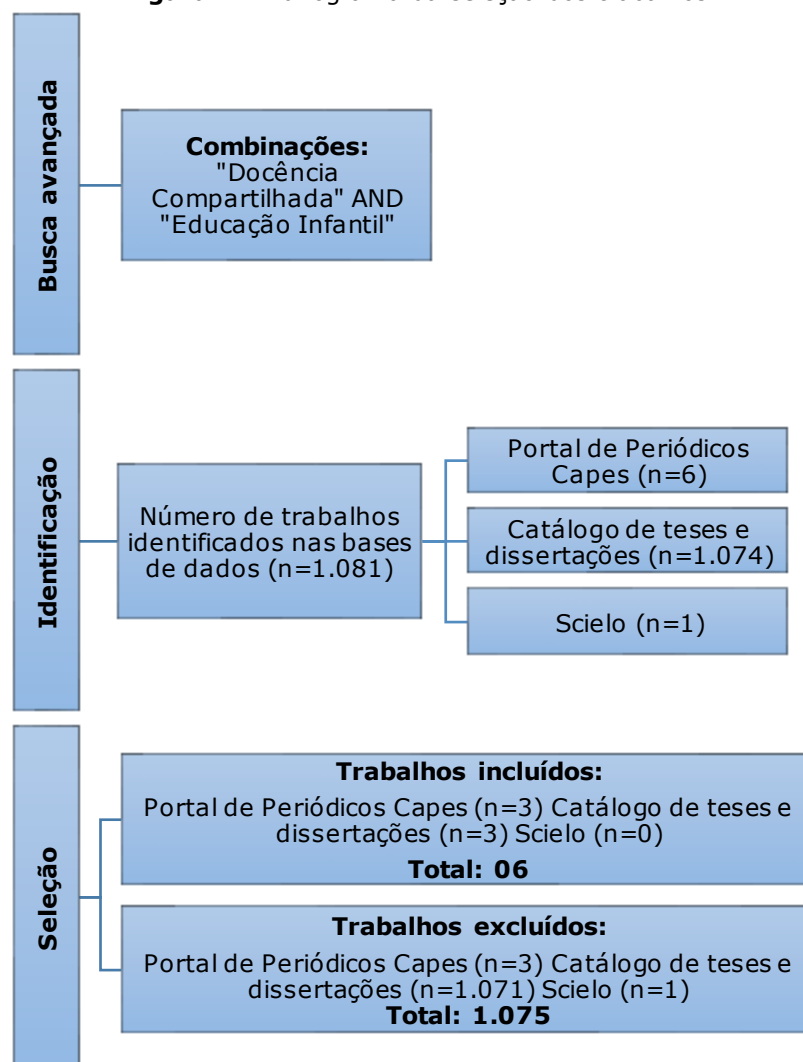 Busca avançada
Combinações:
"Docência
Compartilhada" AND
"Educação Infantil"
Identificação
Número de trabalhos
identificados nas bases
de dados (n=1.081)
Portal de Periódicos
Capes (n=6)
Catálogo de teses e
dissertações (n=1.074)
Scielo (n=1)
Seleção
Trabalhos incluídos:
Portal de Periódicos Capes (n=3) Catálogo de teses e
dissertações (n=3) Scielo (n=0)
Total: 06
Trabalhos excluídos:
Portal de Periódicos Capes (n=3) Catálogo de teses e
dissertações (n=1.071) Scielo (n=1)
Total: 1.075